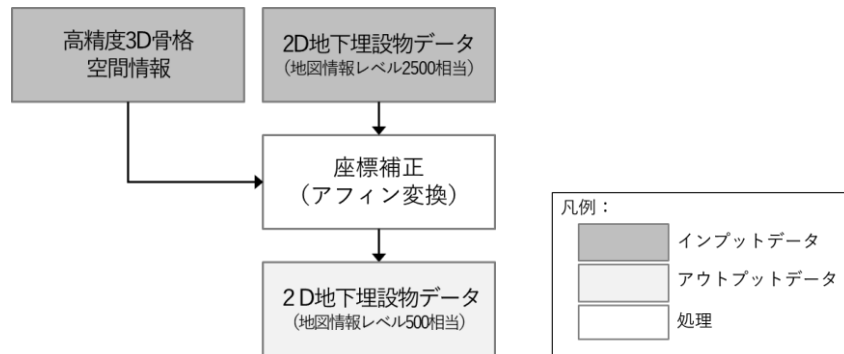 高精度3D骨格
空間情報
2D地下埋設物データ
(地図情報レベル2500相当)
座標補正
(アフィン変換)
２D地下埋設物データ
(地図情報レベル500相当)
凡例：
インプットデータ
アウトプットデータ
処理